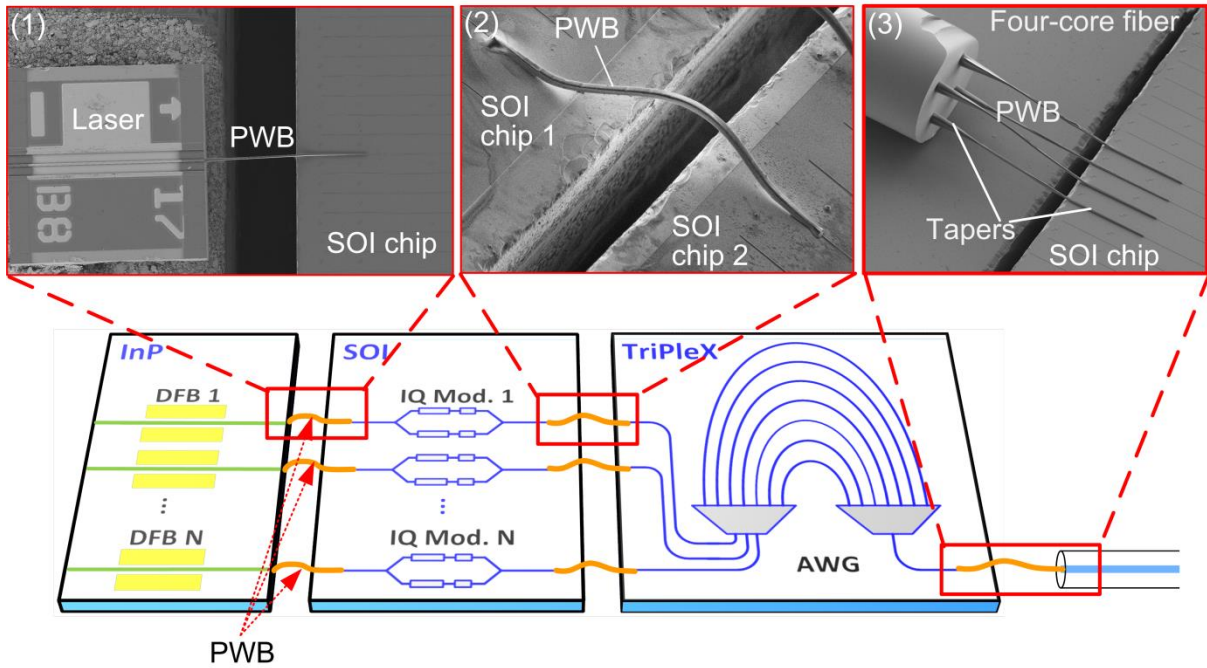 (1)
Laser
PWB
138
17
SOI chip
(2)
PWB
SOI
chip 1
SOI
chip 2
(3)
Four-core fiber
PWB
Tapers
SOI chip
InP
SOI
TriPleX
DFB 1
IQ Mod. 1
...
...
DFB N
IQ Mod. N
AWG
PWB